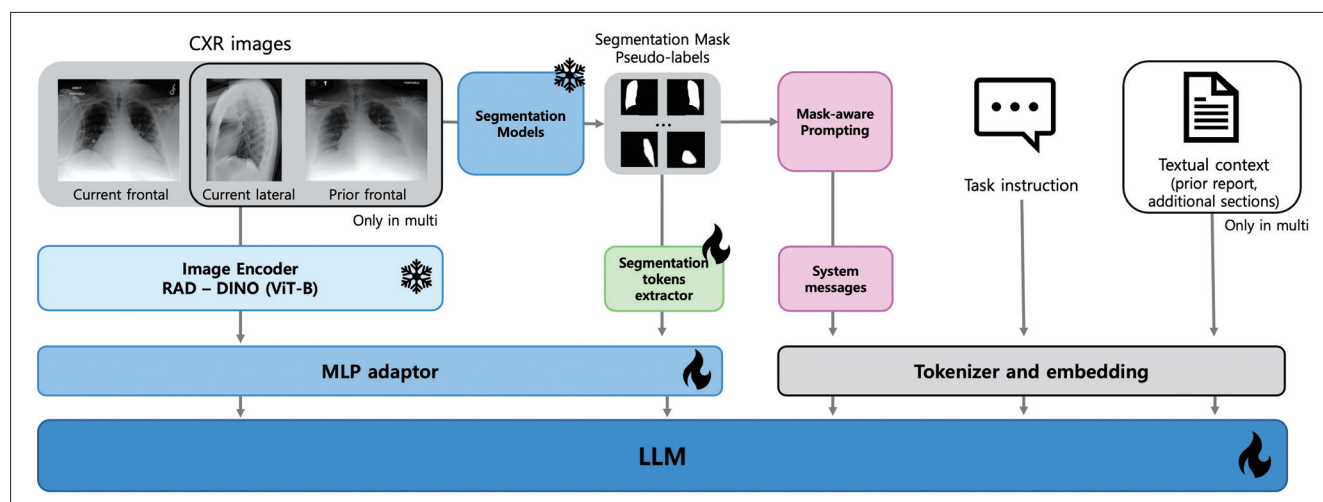 CXR images
Current frontal
Current lateral
Prior frontal
Only in multi
Segmentation
Models
Segmentation Mask
Pseudo-labels
...
Mask-aware
Prompting
Task instruction
Textual context
(prior report,
additional sections)
Only in multi
Image Encoder
RAD – DINO (ViT-B)
Segmentation
tokens
extractor
System
messages
MLP adaptor
Tokenizer and embedding
LLM